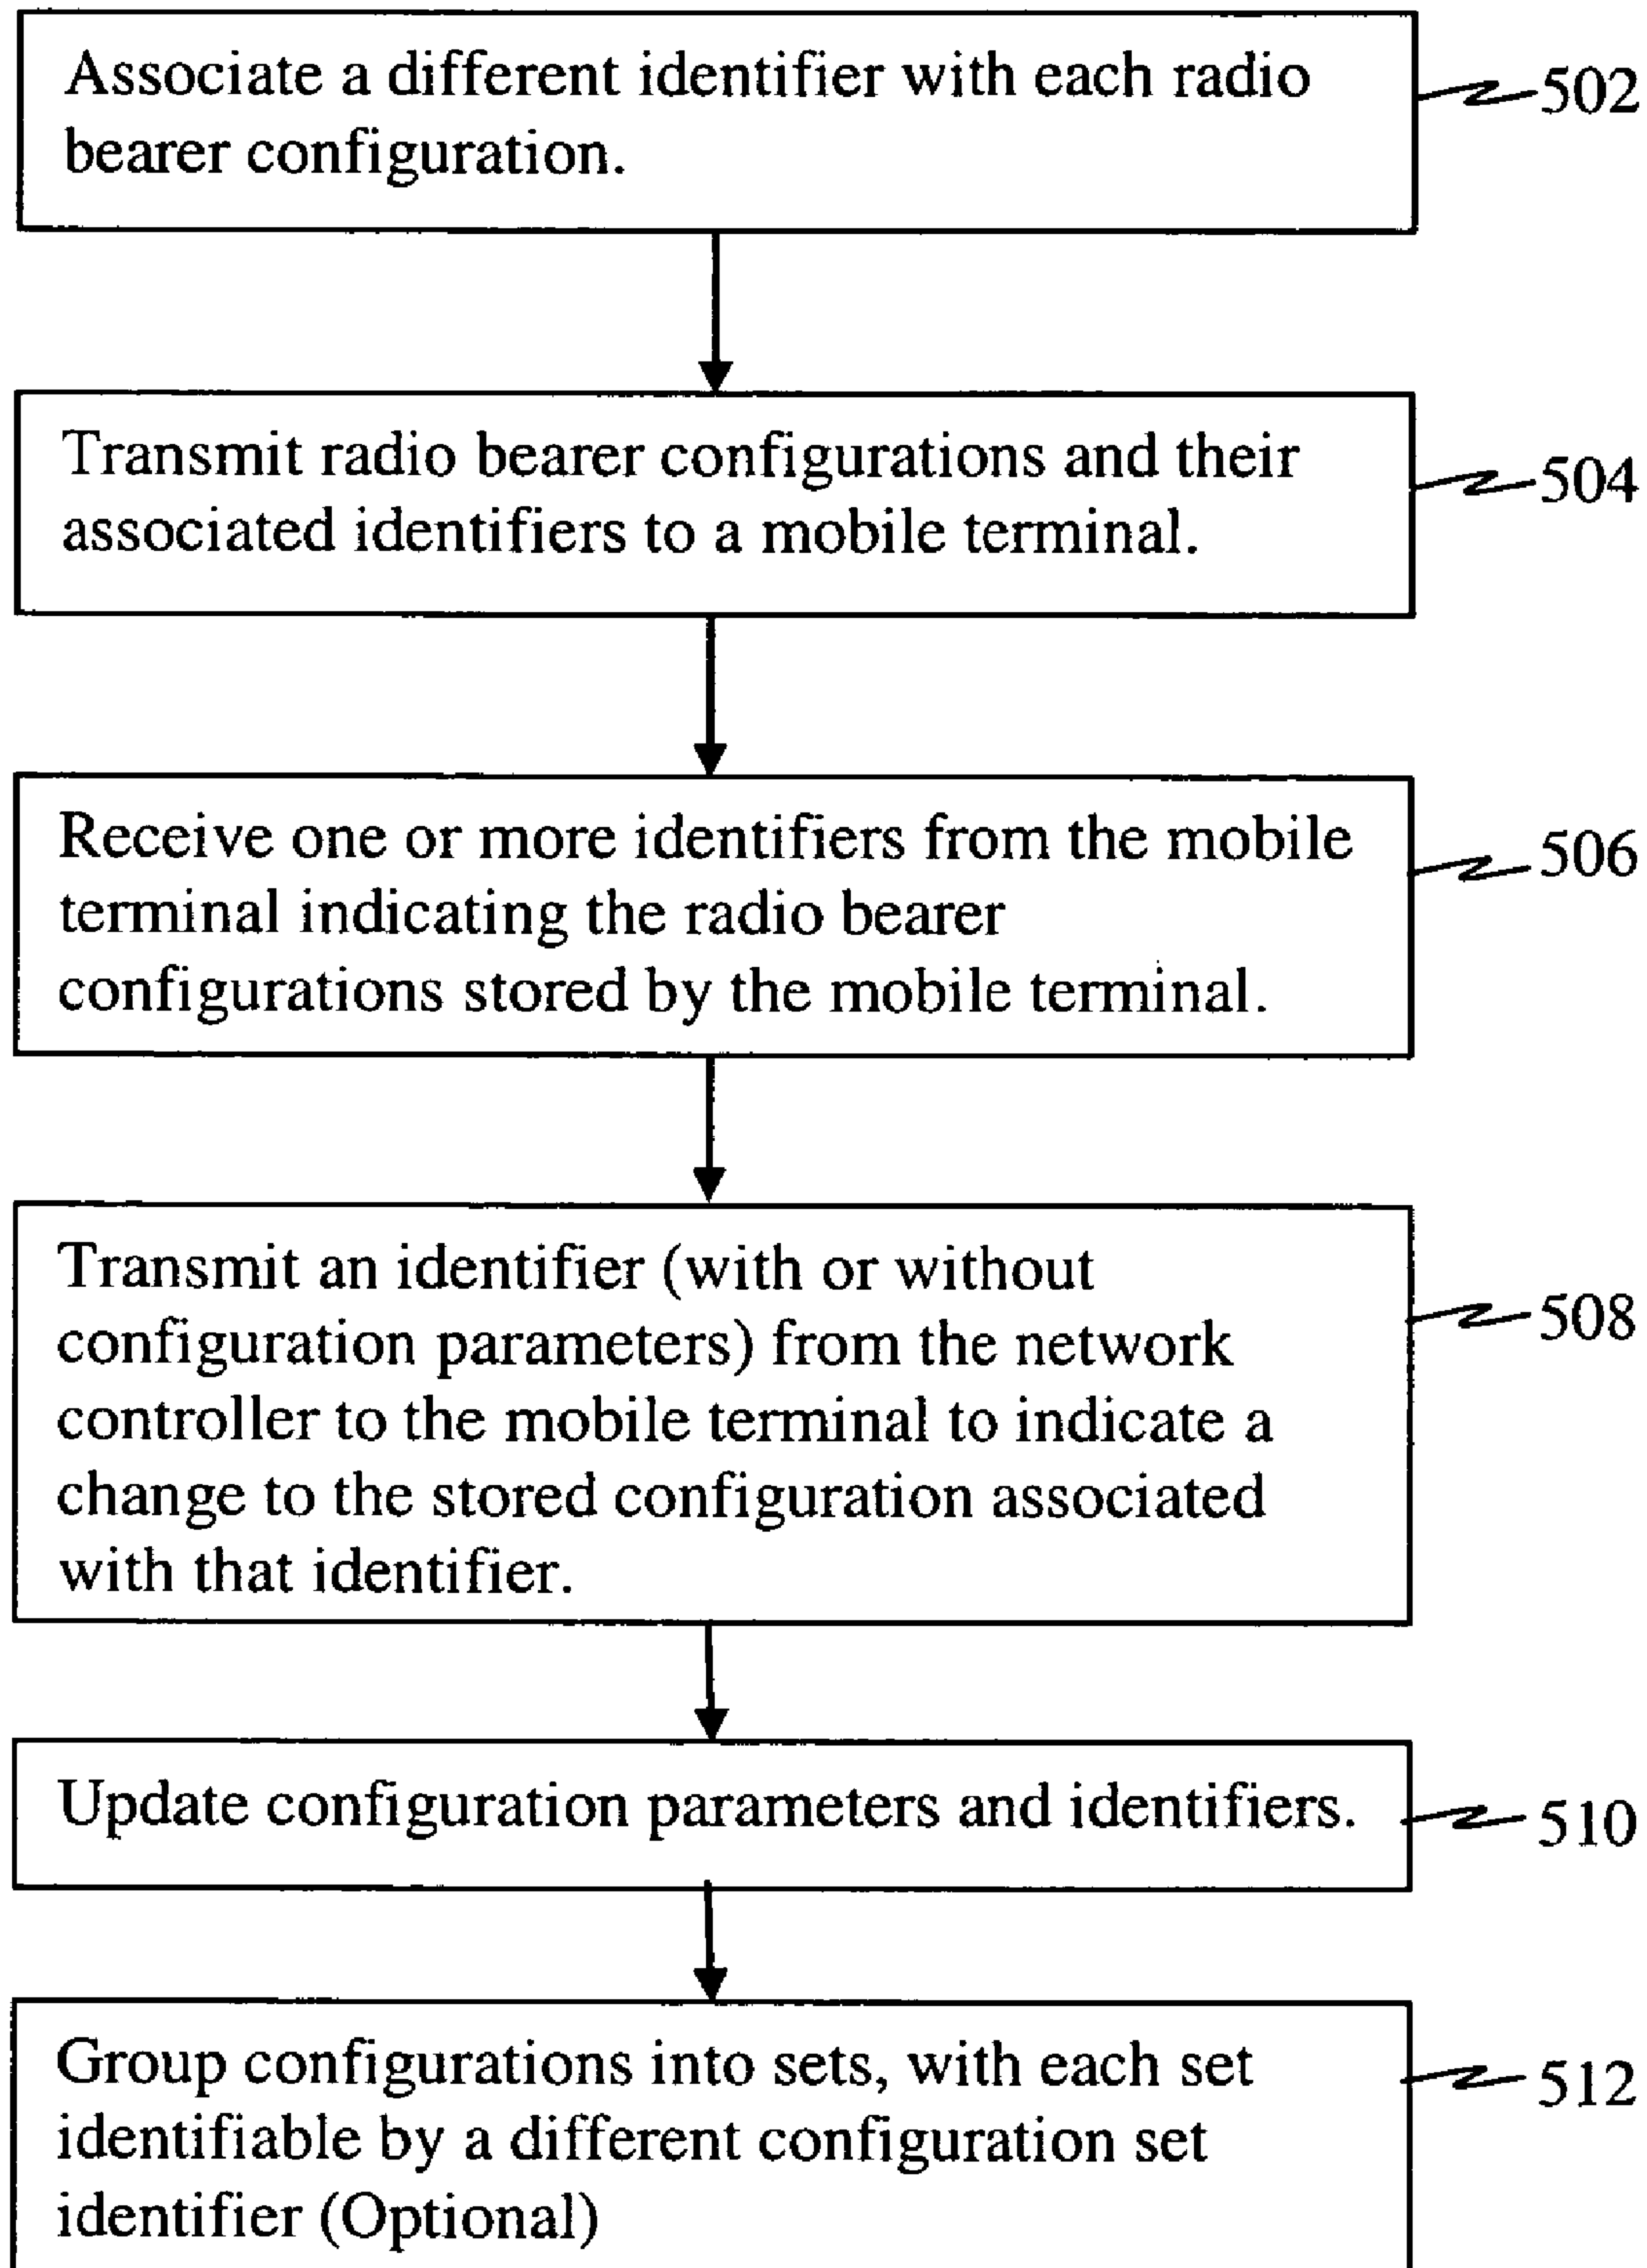 Associate a different identifier with each radio
bearer configuration.
502
Transmit radio bearer configurations and their
associated identifiers to a mobile terminal.
504
Receive one or more identifiers from the mobile
terminal indicating the radio bearer
configurations stored by the mobile terminal.
506
Transmit an identifier (with or without
configuration parameters) from the network
controller to the mobile terminal to indicate a
change to the stored configuration associated
with that identifier.
508
Update configuration parameters and identifiers.
510
Group configurations into sets, with each set
identifiable by a different configuration set
identifier (Optional)
512